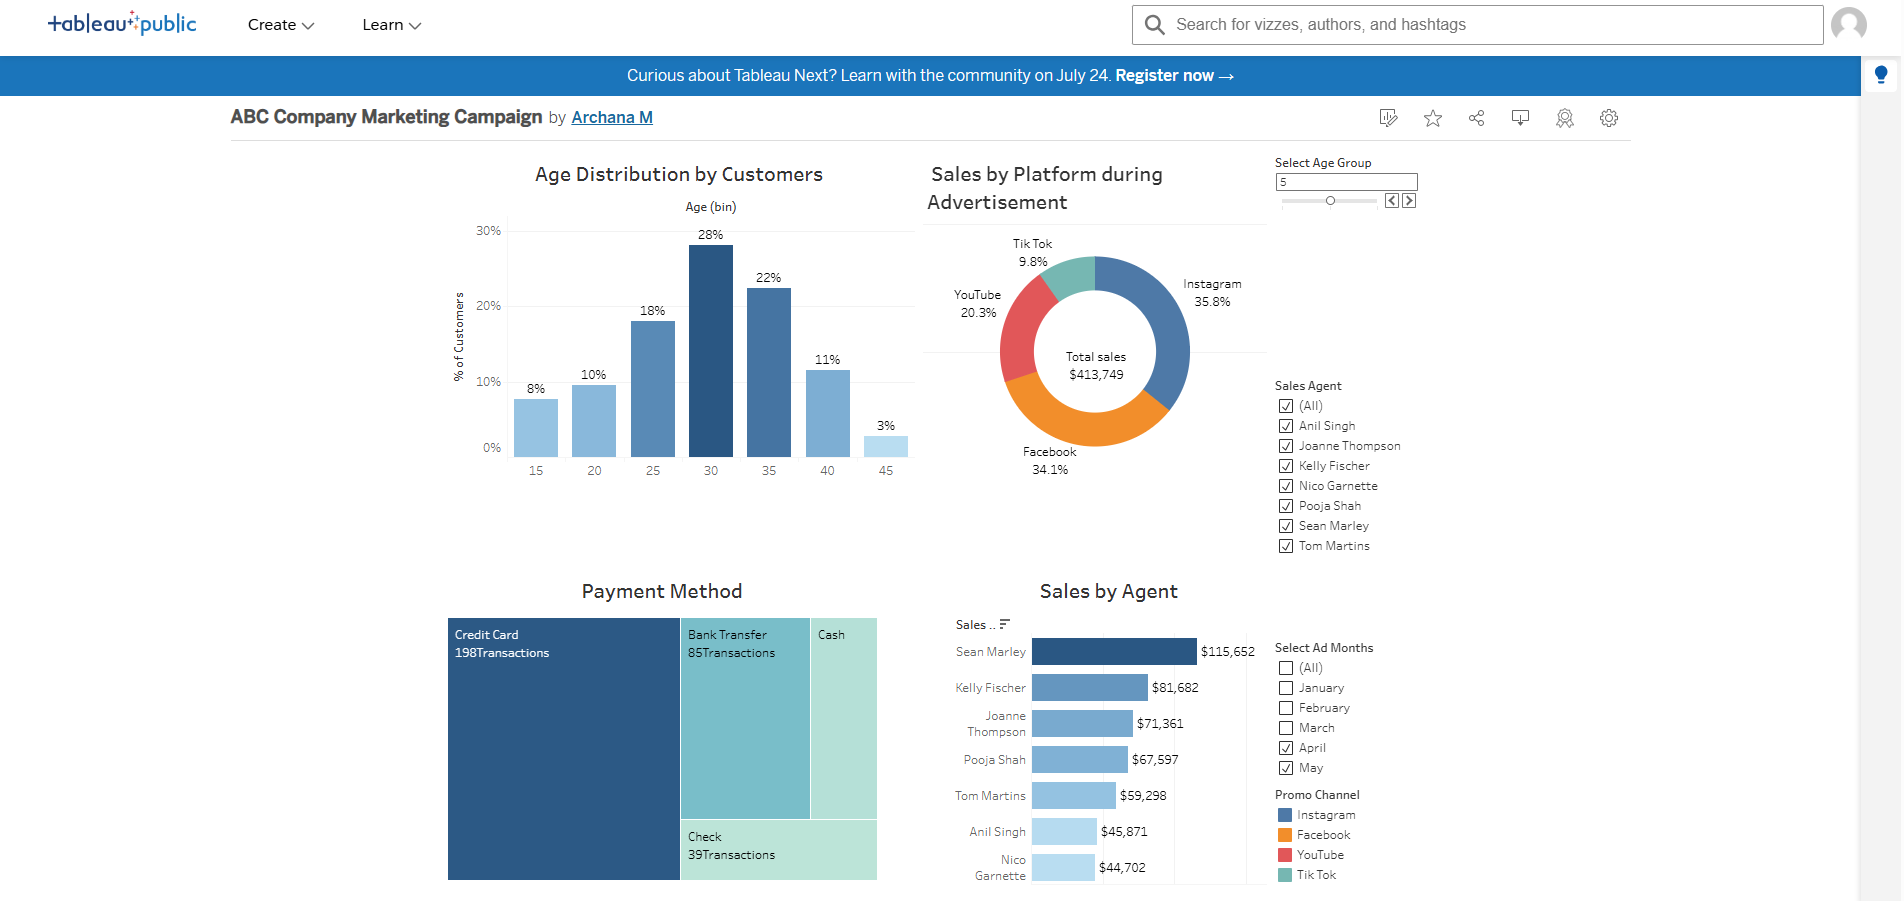 tableau public
Create
Learn
Search for vizzes, authors, and hashtags
Curious about Tableau Next? Learn with the community on July 24. Register now →
ABC Company Marketing Campaign by Archana M
Age Distribution by Customers
Age (bin)
% of Customers
30%
20%
10%
0%
8%
10%
18%
28%
22%
11%
3%
15
20
25
30
35
40
45
Sales by Platform during
Advertisement
Tik Tok
9.8%
YouTube
20.3%
Instagram
35.8%
Total sales
$413,749
Facebook
34.1%
Select Age Group
5
Sales Agent
(All)
Anil Singh
Joanne Thompson
Kelly Fischer
Nico Garnette
Pooja Shah
Sean Marley
Tom Martins
Payment Method
Credit Card
198Transactions
Bank Transfer
85Transactions
Cash
Check
39Transactions
Sales by Agent
Sales ..
Sean Marley $115,652
Kelly Fischer $81,682
Joanne
Thompson
$71,361
Pooja Shah $67,597
Tom Martins $59,298
Anil Singh $45,871
Nico
Garnette
$44,702
Select Ad Months
(All)
January
February
March
April
May
Promo Channel
Instagram
Facebook
YouTube
Tik Tok